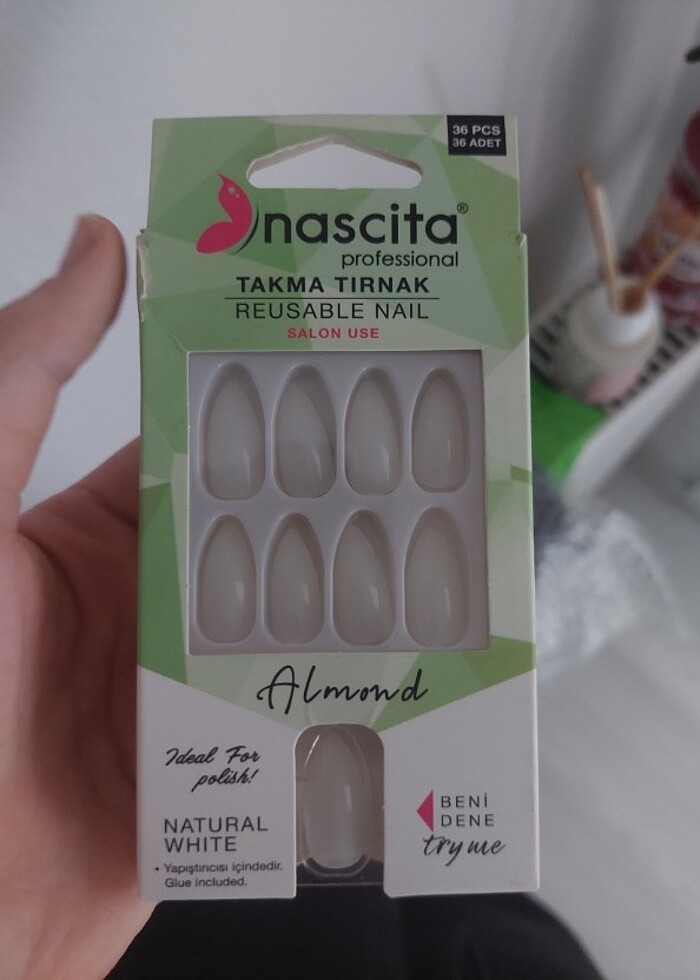 36 PCS
36 ADET
nascita®
professional
TAKMA TIRNAK
REUSABLE NAIL
SALON USE
Almond
Ideal For
polish!
NATURAL
WHITE
• Yapıştırıcısı içindedir.
Glue included.
BENİ
DENE
try me